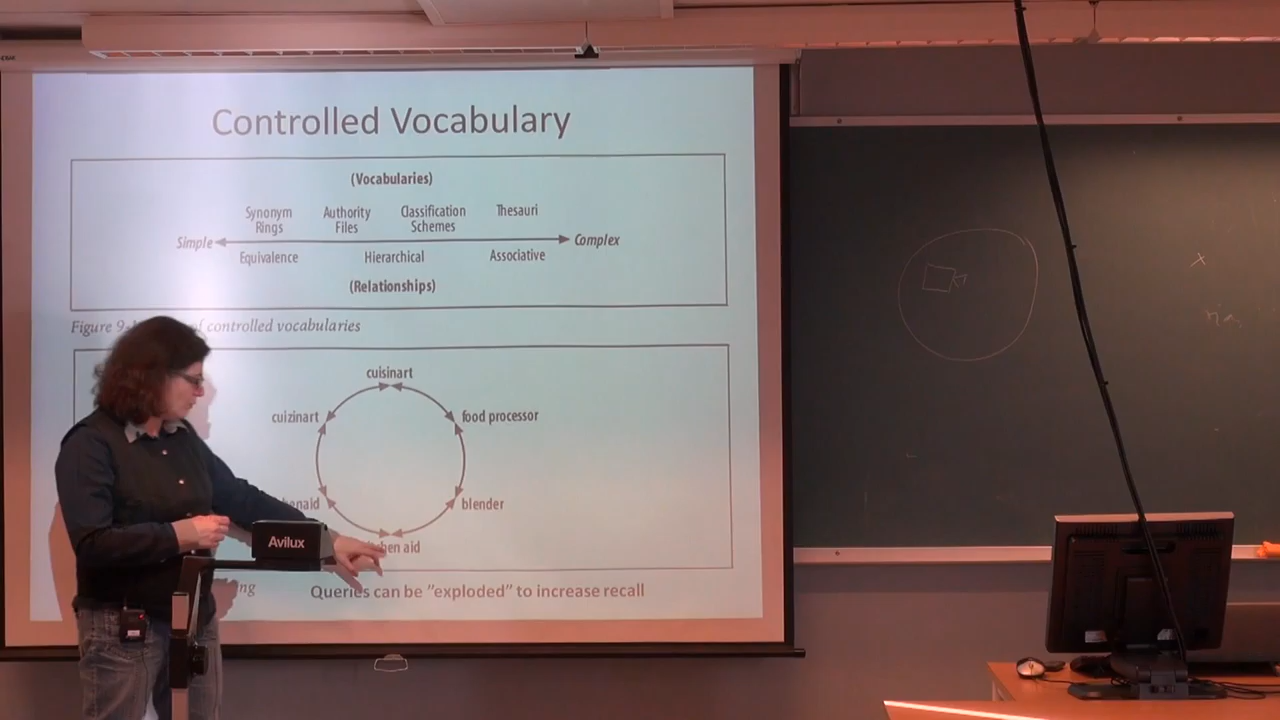 Controlled Vocabulary
(Vocabularies)
Synonym Rings
Authority Files
Classification Schemes
Thesauri
Simple
Complex
Equivalence
Hierarchical
Associative
(Relationships)
Figure of controlled vocabularies
cuisinart
cuizinart
food processor
blender
aid
Avilux
Queries can be "exploded" to increase recall